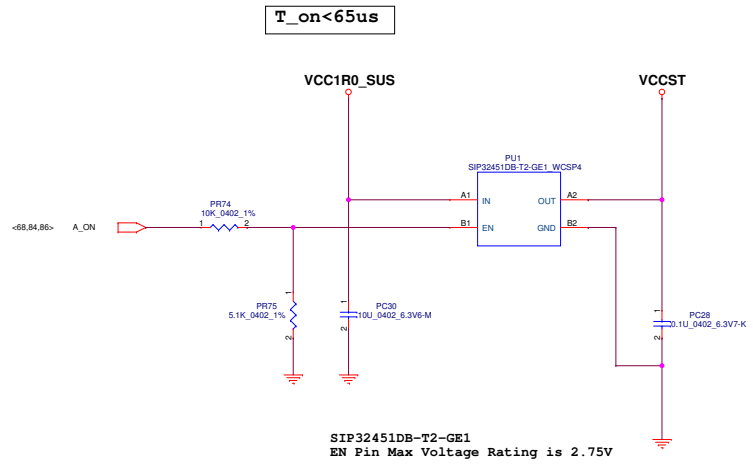 T_on<65us
VCC1R0_SUS
VCCST
PU1
SIP32451DB-T2-GE1_WCSP4
A1
IN
OUT
A2
PR74
10K_0402_1%
<68,84,86>
A_ON
1
2
B1
EN
GND
B2
1
PR75
5.1K_0402_1%
2
1
PC30
10U_0402_6.3V6-M
2
1
PC28
0.1U_0402_6.3V7-K
2
SIP32451DB-T2-GE1
EN Pin Max Voltage Rating is 2.75V